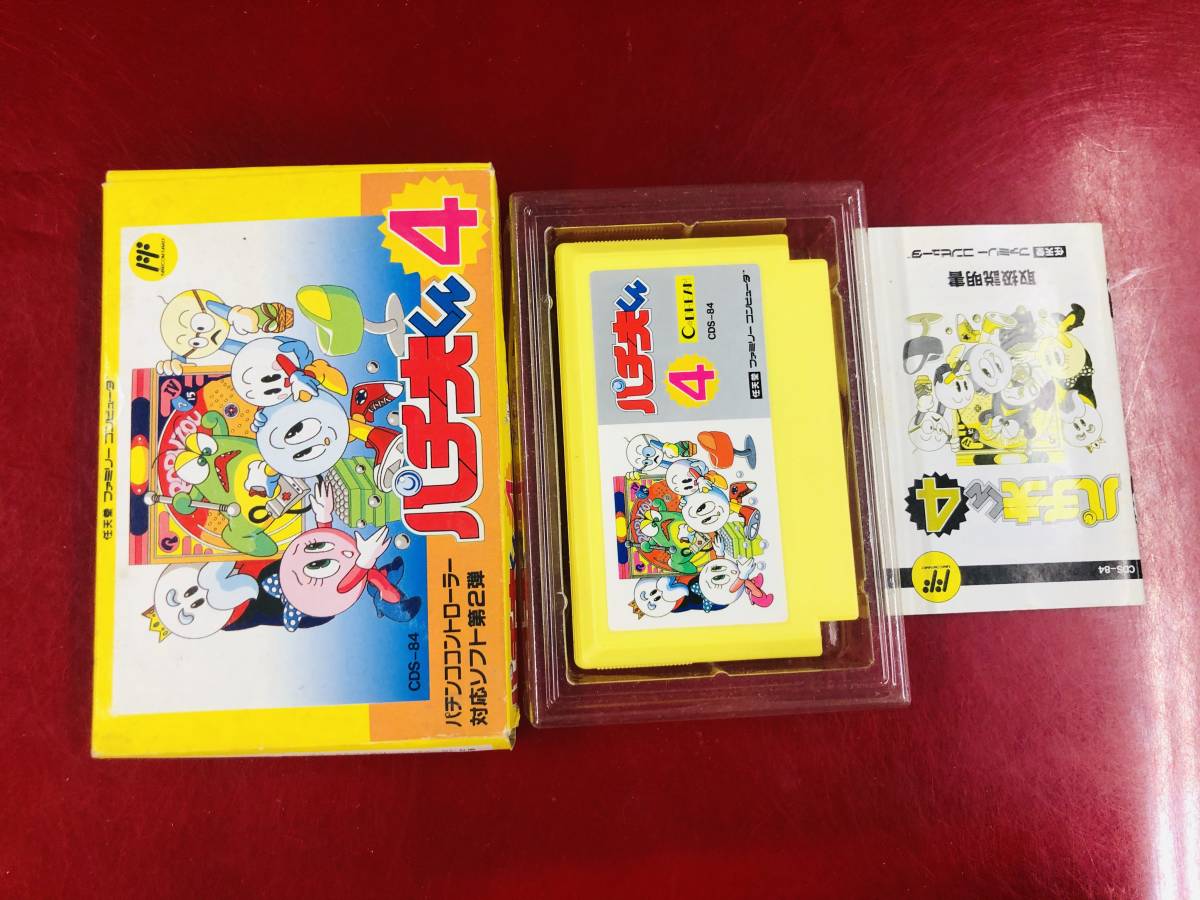 任天堂 ファミリー コンピュータ
パチ夫くん
4
パチンココントローラー
対応ソフト第2弾
CDS-84
パチ夫くん
4
CDS-84
任天堂 ファミリー コンピュータ™
任天堂 ファミリー コンピュータ™
取扱説明書
パチ夫くん
4
CDS-84